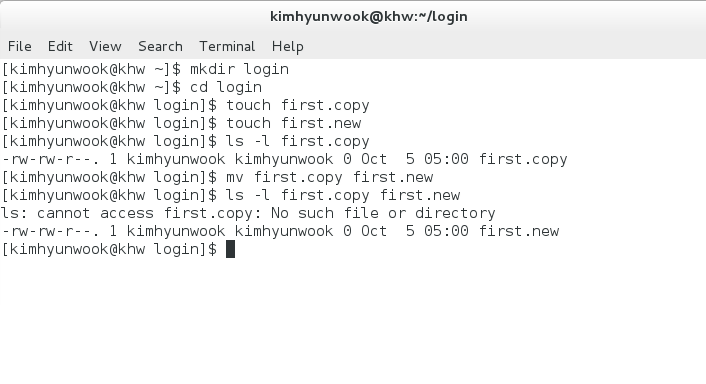 kimhyunwook@khw:~/login
File Edit View Search Terminal Help
[kimhyunwook@khw ~]$ mkdir login
[kimhyunwook@khw ~]$ cd login
[kimhyunwook@khw login]$ touch first.copy
[kimhyunwook@khw login]$ touch first.new
[kimhyunwook@khw login]$ ls -l first.copy
-rw-rw-r--. 1 kimhyunwook kimhyunwook 0 Oct  5 05:00 first.copy
[kimhyunwook@khw login]$ mv first.copy first.new
[kimhyunwook@khw login]$ ls -l first.copy first.new
ls: cannot access first.copy: No such file or directory
-rw-rw-r--. 1 kimhyunwook kimhyunwook 0 Oct  5 05:00 first.new
[kimhyunwook@khw login]$